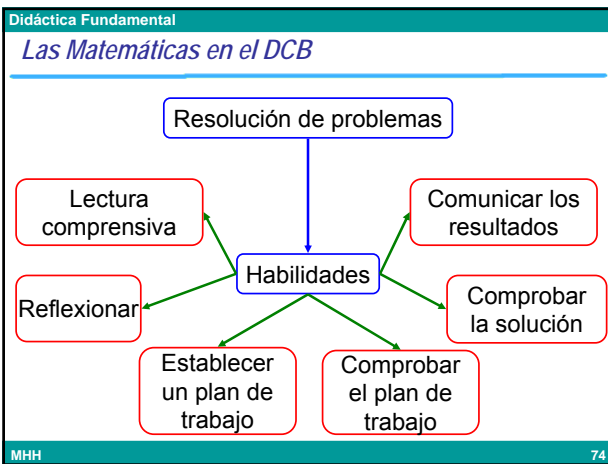 Didáctica Fundamental
Las Matemáticas en el DCB
Resolución de problemas
Lectura
comprensiva
Comunicar los
resultados
Habilidades
Reflexionar
Comprobar
la solución
Establecer
un plan de
trabajo
Comprobar
el plan de
trabajo
MHH
74